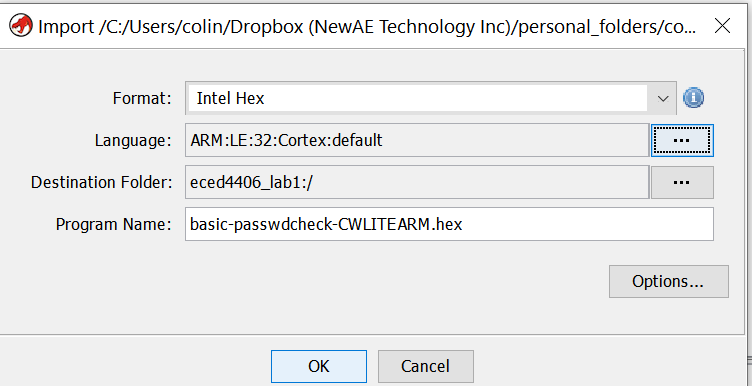 Import /C:/Users/colin/Dropbox (NewAE Technology Inc)/personal_folders/co...
Format: Intel Hex
Language: ARM:LE:32:Cortex:default ...
Destination Folder: eced4406_lab1:/ ...
Program Name: basic-passwdcheck-CWLITEARM.hex
Options...
OK Cancel